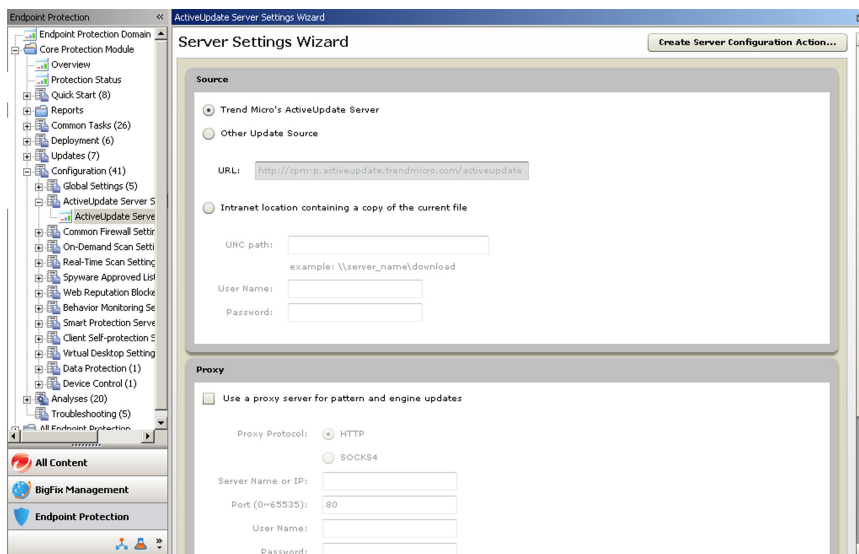 Endpoint Protection
Endpoint Protection Domain
Core Protection Module
Overview
Protection Status
Quick Start (8)
Reports
Common Tasks (26)
Deployment (6)
Updates (7)
Configuration (41)
Global Settings (5)
ActiveUpdate Server S
ActiveUpdate Serve
Common Firewall Settir
On-Demand Scan Setti
Real-Time Scan Setting
Spyware Approved List
Web Reputation Blocke
Behavior Monitoring Se
Smart Protection Serve
Client Self-protection S
Virtual Desktop Setting
Data Protection (1)
Device Control (1)
Analyses (20)
Troubleshooting (5)
All Endpoint Protection
All Content
BigFix Management
Endpoint Protection
ActiveUpdate Server Settings Wizard
Server Settings Wizard
Create Server Configuration Action...
Source
Trend Micro's ActiveUpdate Server
Other Update Source
URL: http://cpm-p.activeupdate.trendmicro.com/activeupdate
Intranet location containing a copy of the current file
UNC path:
example: \\server_name\download
User Name:
Password:
Proxy
Use a proxy server for pattern and engine updates
Proxy Protocol: HTTP
SOCKS4
Server Name or IP:
Port (0~65535): 80
User Name:
Password: